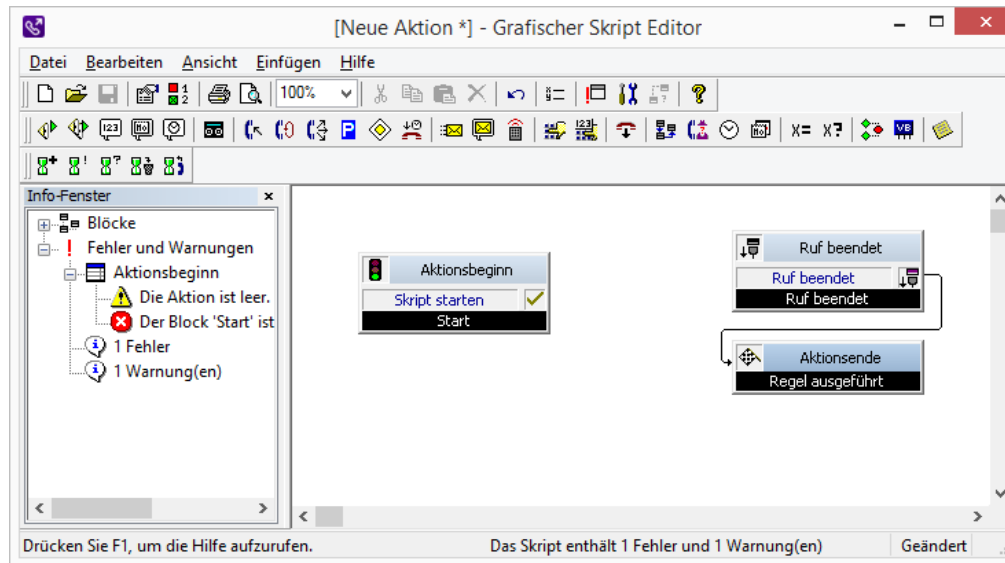 [Neue Aktion *] - Grafischer Skript Editor
Datei Bearbeiten Ansicht Einfügen Hilfe
100%
Info-Fenster
Blöcke
Fehler und Warnungen
Aktionsbeginn
Die Aktion ist leer.
Der Block 'Start' ist
1 Fehler
1 Warnung(en)
Aktionsbeginn
Skript starten
Start
Ruf beendet
Ruf beendet
Ruf beendet
Aktionsende
Regel ausgeführt
Drücken Sie F1, um die Hilfe aufzurufen. Das Skript enthält 1 Fehler und 1 Warnung(en) Geändert